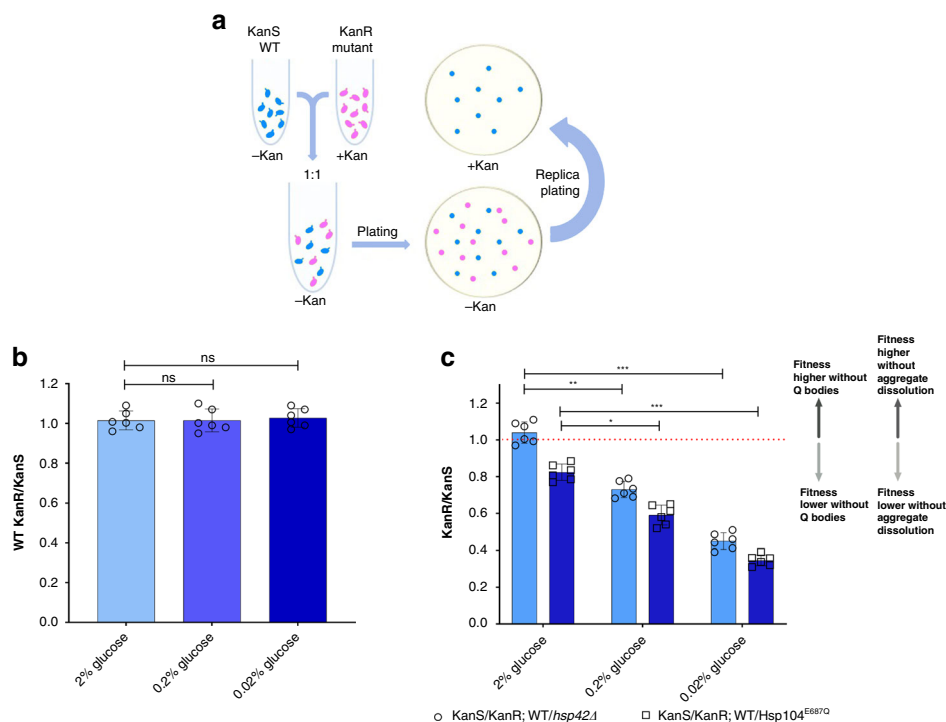 a
KanS
WT
KanR
mutant
–Kan
+Kan
1:1
–Kan
Plating
+Kan
Replica
plating
–Kan
b
ns
ns
WT KanR/KanS
1.2
1.0
0.8
0.6
0.4
0.2
0.0
2% glucose
0.2% glucose
0.02% glucose
c
***
**
***
*
KanR/KanS
1.2
1.0
0.8
0.6
0.4
0.2
0.0
2% glucose
0.2% glucose
0.02% glucose
Fitness
higher without
Q bodies
Fitness
higher
without
aggregate
dissolution
Fitness
lower without
Q bodies
Fitness
lower without
aggregate
dissolution
KanS/KanR; WT/hsp42Δ
KanS/KanR; WT/Hsp104E687Q